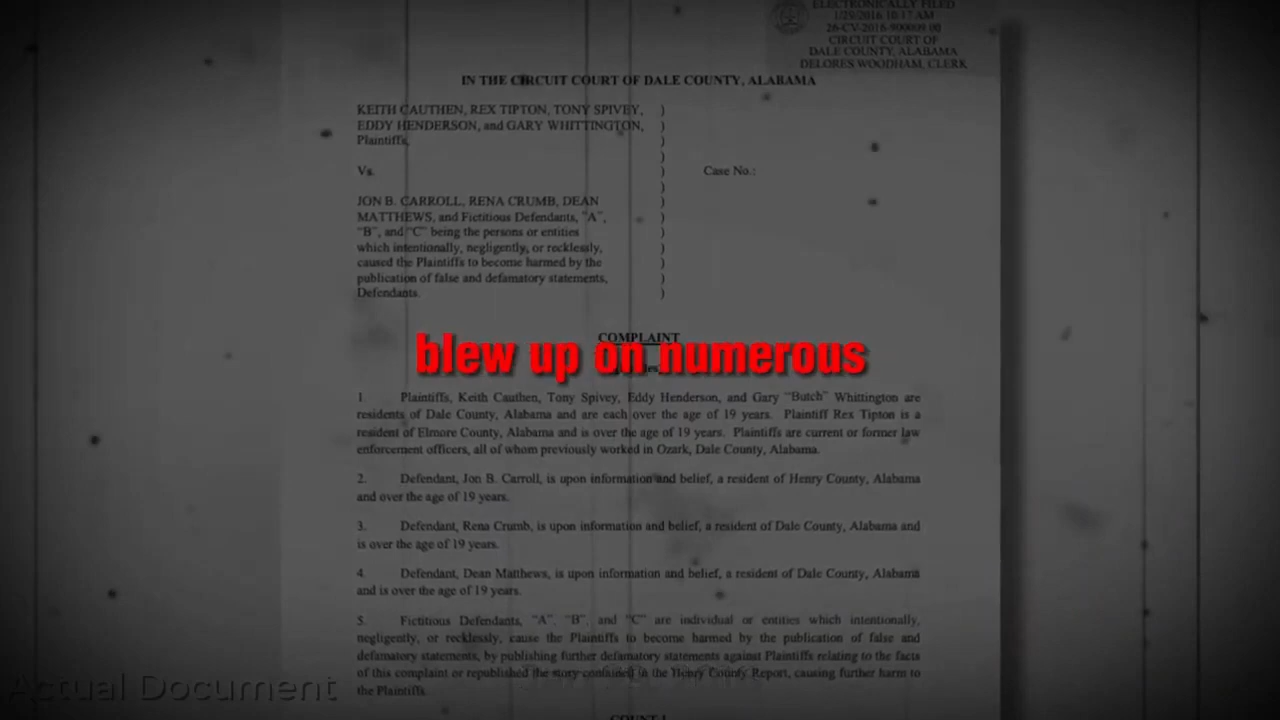 ELECTRONICALLY FILED
1/29/2016 10:17 AM
26-CV-2016-900009.00
CIRCUIT COURT OF
DALE COUNTY, ALABAMA
DELORES WOODHAM, CLERK
IN THE CIRCUIT COURT OF DALE COUNTY, ALABAMA
KEITH CAUTHEN, REX TIPTON, TONY SPIVEY, )
EDDY HENDERSON, and GARY WHITTINGTON, )
Plaintiffs, )
)
Vs. ) Case No.:
)
JON B. CARROLL, RENA CRUMB, DEAN )
MATTHEWS, and Fictitious Defendants, "A", )
"B", and "C" being the persons or entities )
which intentionally, negligently, or recklessly, )
caused the Plaintiffs to become harmed by the )
publication of false and defamatory statements, )
Defendants. )
COMPLAINT
blew up on numerous
1 Plaintiffs, Keith Cauthen, Tony Spivey, Eddy Henderson, and Gary "Butch" Whittington are
residents of Dale County, Alabama and are each over the age of 19 years. Plaintiff Rex Tipton is a
resident of Elmore County, Alabama and is over the age of 19 years. Plaintiffs are current or former law
enforcement officers, all of whom previously worked in Ozark, Dale County, Alabama.
2. Defendant, Jon B. Carroll, is upon information and belief, a resident of Henry County, Alabama
and over the age of 19 years.
3. Defendant, Rena Crumb, is upon information and belief, a resident of Dale County, Alabama and
is over the age of 19 years.
4. Defendant, Dean Matthews, is upon information and belief, a resident of Dale County, Alabama
and is over the age of 19 years.
5. Fictitious Defendants, "A", "B", and "C" are individual or entities which intentionally,
negligently, or recklessly, cause the Plaintiffs to become harmed by the publication of false and
defamatory statements, by publishing further defamatory statements against Plaintiffs relating to the facts
of this complaint or republished the story contained in the Henry County Report, causing further harm to
the Plaintiffs.
Actual Document
COUNT I